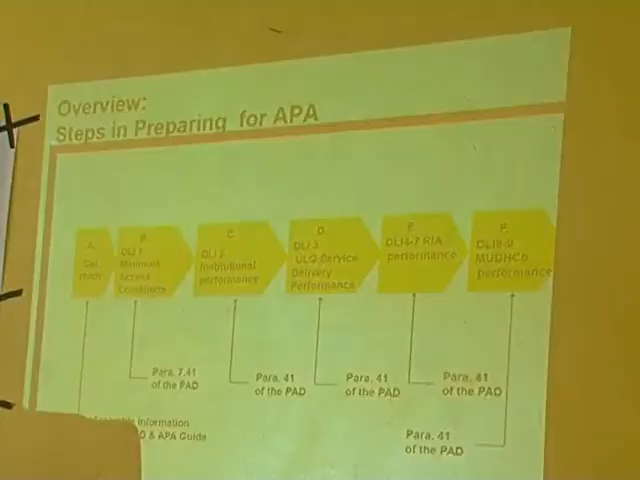 Overview:
Steps in Preparing for APA
A.
Get
ready
B.
DLI 1
Minimum
Access
Conditions
C.
DLI 2
Institutional
performance
D.
DLI 3
ULG Service
Delivery
Performance
E.
DLI4-7 RIA
performance
F.
DLI8-9
MUDHCo
performance
Para. 7.41
of the PAD
Para. 41
of the PAD
Para. 41
of the PAD
Para. 41
of the PAD
Para. 41
of the PAD
Information
& APA Guide